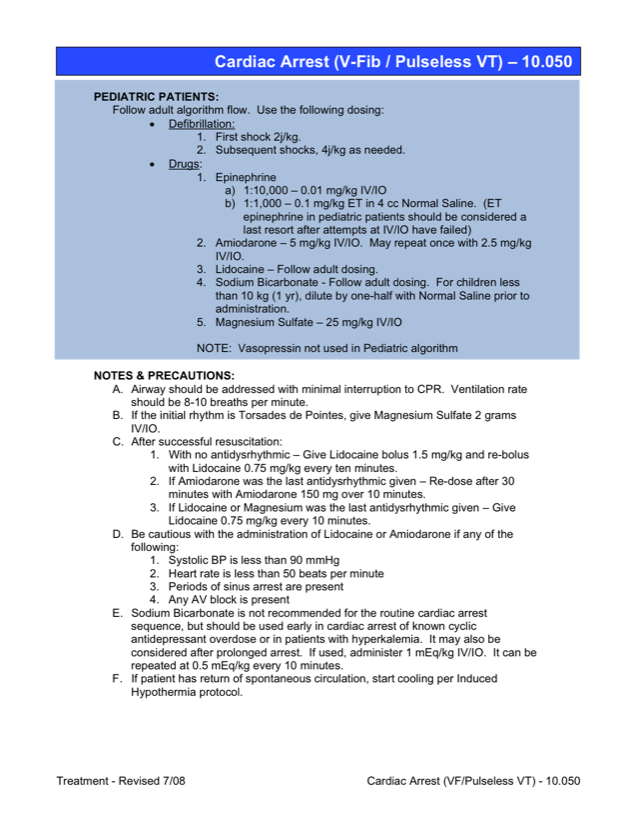 Cardiac Arrest (V-Fib / Pulseless VT) – 10.050
PEDIATRIC PATIENTS:
Follow adult algorithm flow.  Use the following dosing:
• Defibrillation:
1. First shock 2j/kg.
2. Subsequent shocks, 4j/kg as needed.
• Drugs:
1. Epinephrine
a) 1:10,000 – 0.01 mg/kg IV/IO
b) 1:1,000 – 0.1 mg/kg ET in 4 cc Normal Saline.  (ET
epinephrine in pediatric patients should be considered a
last resort after attempts at IV/IO have failed)
2. Amiodarone – 5 mg/kg IV/IO.  May repeat once with 2.5 mg/kg
IV/IO.
3. Lidocaine – Follow adult dosing.
4. Sodium Bicarbonate - Follow adult dosing.  For children less
than 10 kg (1 yr), dilute by one-half with Normal Saline prior to
administration.
5. Magnesium Sulfate – 25 mg/kg IV/IO
NOTE:  Vasopressin not used in Pediatric algorithm
NOTES & PRECAUTIONS:
A. Airway should be addressed with minimal interruption to CPR.  Ventilation rate
should be 8-10 breaths per minute.
B. If the initial rhythm is Torsades de Pointes, give Magnesium Sulfate 2 grams
IV/IO.
C. After successful resuscitation:
1. With no antidysrhythmic – Give Lidocaine bolus 1.5 mg/kg and re-bolus
with Lidocaine 0.75 mg/kg every ten minutes.
2. If Amiodarone was the last antidysrhythmic given – Re-dose after 30
minutes with Amiodarone 150 mg over 10 minutes.
3. If Lidocaine or Magnesium was the last antidysrhythmic given – Give
Lidocaine 0.75 mg/kg every 10 minutes.
D. Be cautious with the administration of Lidocaine or Amiodarone if any of the
following:
1. Systolic BP is less than 90 mmHg
2. Heart rate is less than 50 beats per minute
3. Periods of sinus arrest are present
4. Any AV block is present
E. Sodium Bicarbonate is not recommended for the routine cardiac arrest
sequence, but should be used early in cardiac arrest of known cyclic
antidepressant overdose or in patients with hyperkalemia.  It may also be
considered after prolonged arrest.  If used, administer 1 mEq/kg IV/IO.  It can be
repeated at 0.5 mEq/kg every 10 minutes.
F. If patient has return of spontaneous circulation, start cooling per Induced
Hypothermia protocol.
Treatment - Revised 7/08
Cardiac Arrest (VF/Pulseless VT) - 10.050